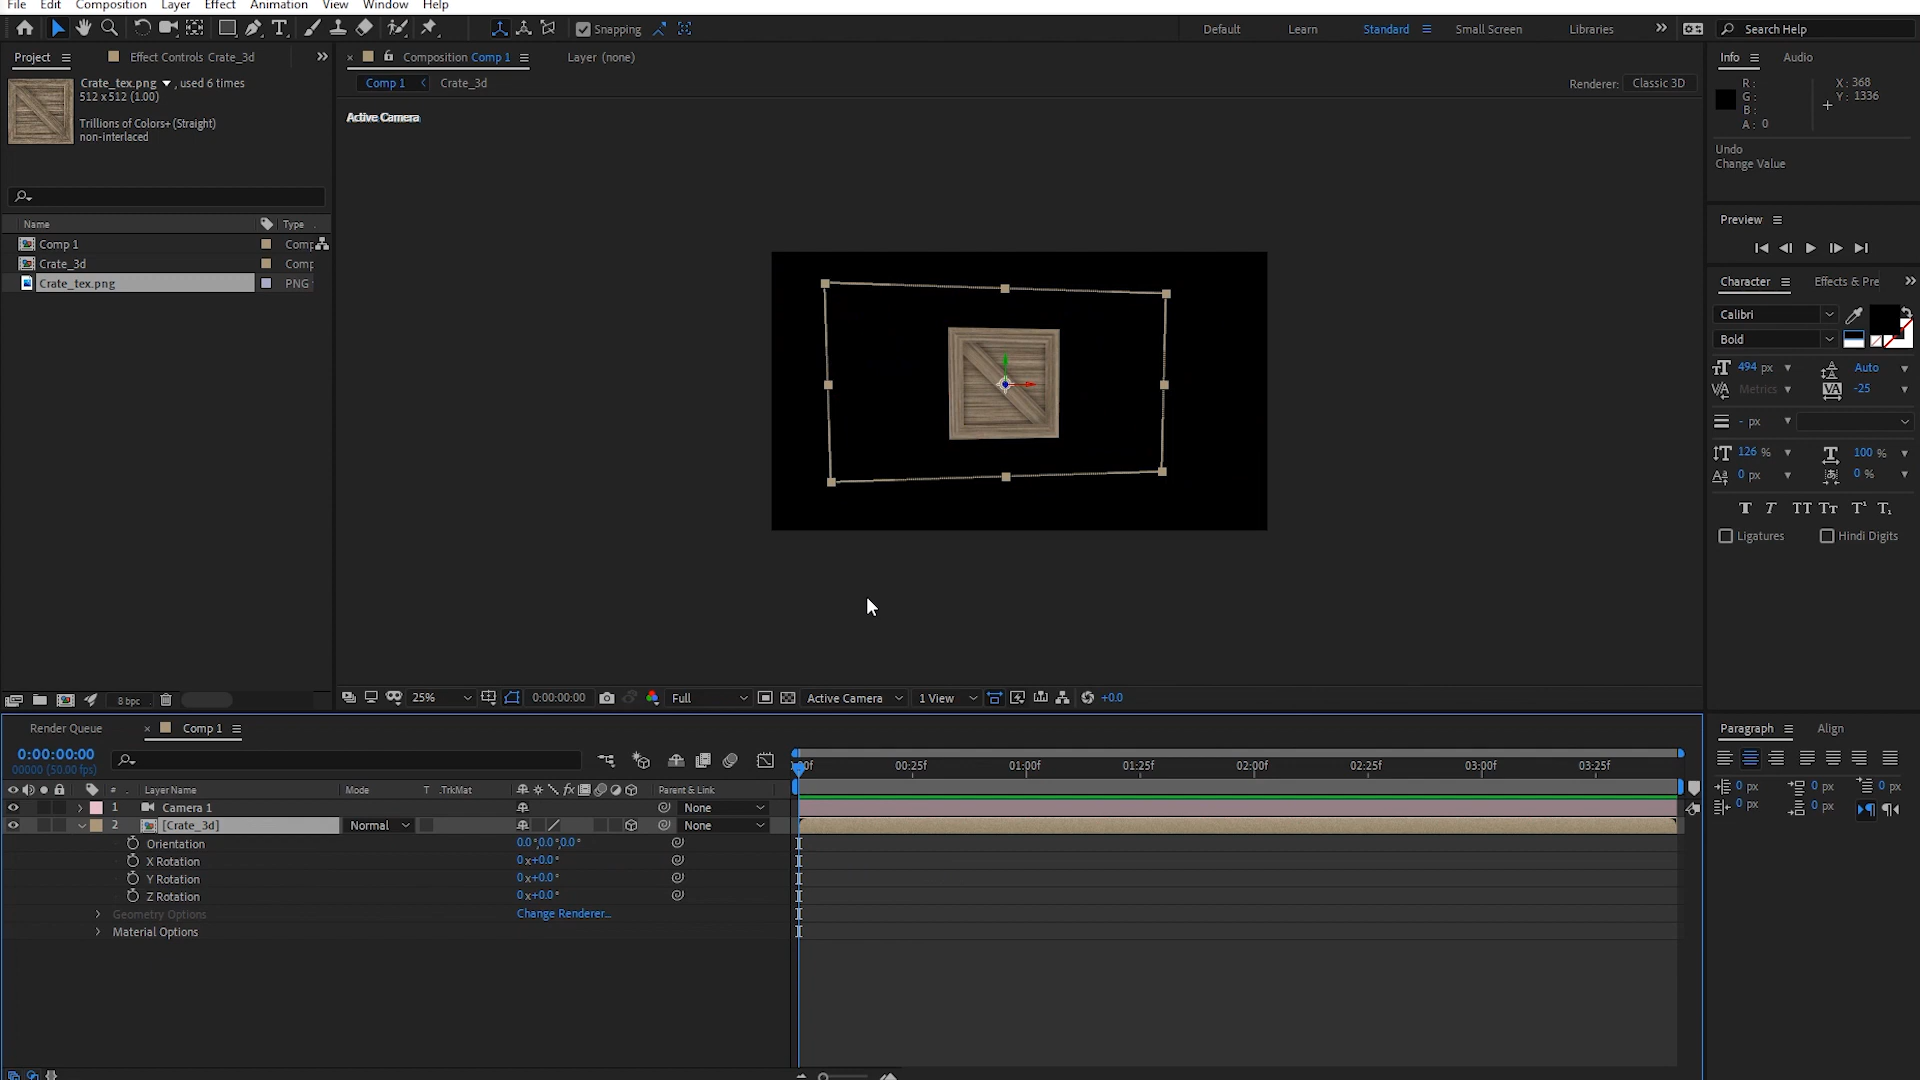 File Edit Composition Layer Effect Animation View Window Help
Snapping
Default Learn Standard Small Screen Libraries Search Help
Project Effect Controls Crate_3d
Crate_tex.png , used 6 times
512 x 512 (1.00)
Trillions of Colors+ (Straight)
non-interlaced
Name Type
Comp 1 Comp
Crate_3d Comp
Crate_tex.png PNG
8 bpc
Composition Comp 1 Layer (none)
Comp 1 Crate_3d Renderer: Classic 3D
Active Camera
25% 0:00:00:00 Full Active Camera 1 View +0.0
Info Audio
R: X: 368
G: Y: 1336
B:
A: 0
Undo
Change Value
Preview
Character Effects & Pre
Calibri
Bold
494 px Auto
Metrics -25
- px
126 % 100 %
0 px 0 %
T T TT Tт T¹ T₁
Ligatures Hindi Digits
Render Queue Comp 1
0:00:00:00
00000 (50.00 fps)
# Layer Name Mode T .TrkMat fx Parent & Link
1 Camera 1 None
2 [Crate_3d] Normal None
Orientation 0.0°,0.0°,0.0°
X Rotation 0x+0.0°
Y Rotation 0x+0.0°
Z Rotation 0x+0.0°
Geometry Options Change Renderer...
Material Options
00:25f 01:00f 01:25f 02:00f 02:25f 03:00f 03:25f
Paragraph Align
0 px 0 px 0 px
0 px 0 px